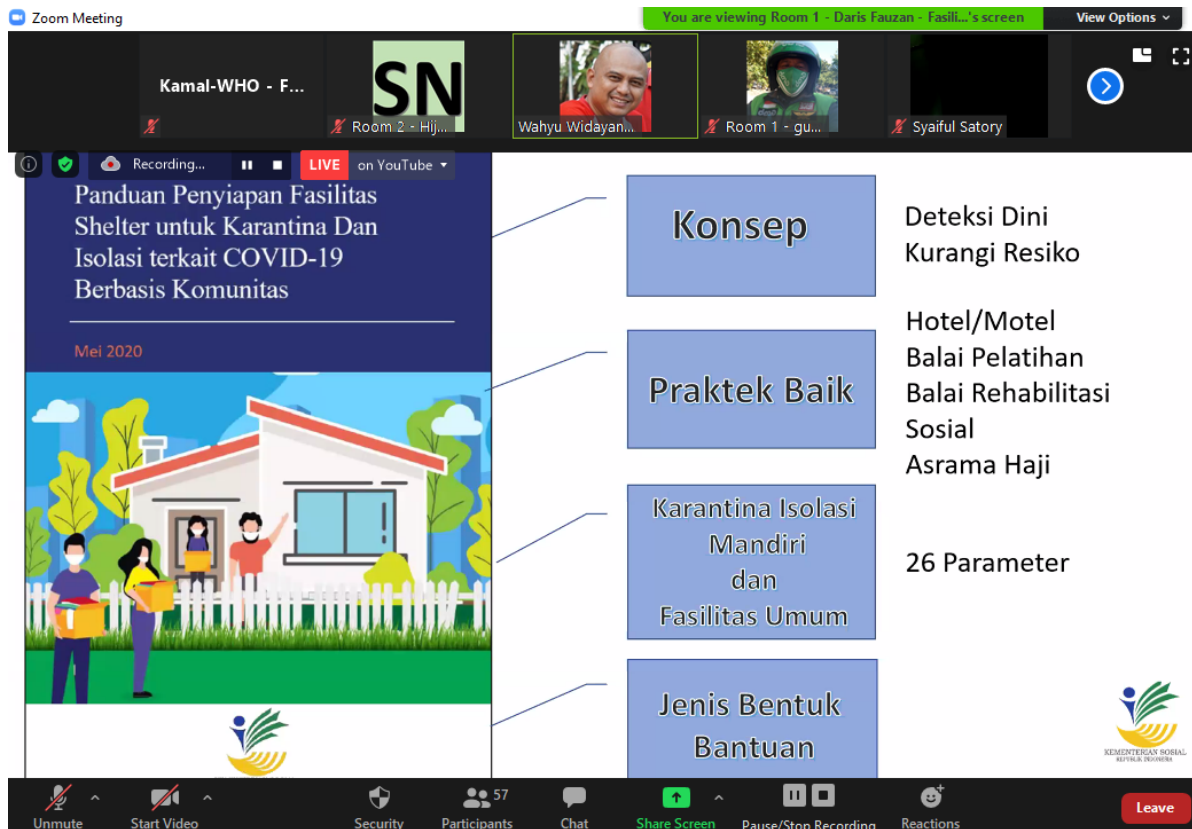 Zoom Meeting
You are viewing Room 1 - Daris Fauzan - Fasili...'s screen
View Options
Kamal-WHO - F...
SN
Room 2 - Hij...
Wahyu Widayan...
Room 1 - gu...
Syaiful Satory
Recording...
LIVE on YouTube
Panduan Penyiapan Fasilitas
Shelter untuk Karantina Dan
Isolasi terkait COVID-19
Berbasis Komunitas
Mei 2020
Konsep
Deteksi Dini
Kurangi Resiko
Praktek Baik
Hotel/Motel
Balai Pelatihan
Balai Rehabilitasi
Sosial
Asrama Haji
Karantina Isolasi
Mandiri
dan
Fasilitas Umum
26 Parameter
Jenis Bentuk
Bantuan
KEMENTERIAN SOSIAL
REPUBLIK INDONESIA
KEMENTERIAN SOSIAL
Unmute
Start Video
Security
57
Participants
Chat
Share Screen
Pause/Stop Recording
Reactions
Leave